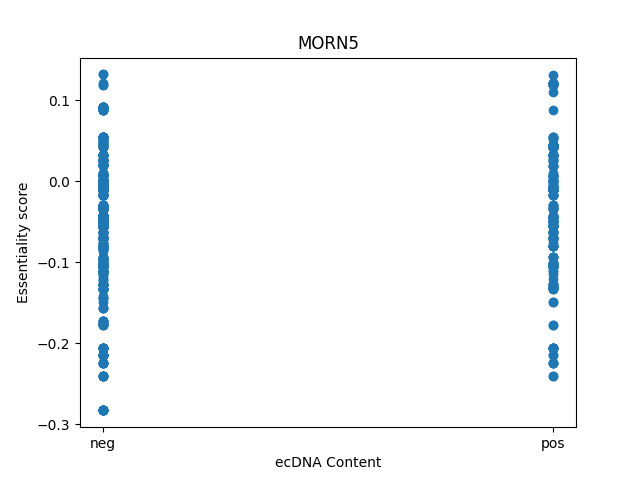 MORN5
Essentiality score
0.1
0.0
−0.1
−0.2
−0.3
neg
pos
ecDNA Content